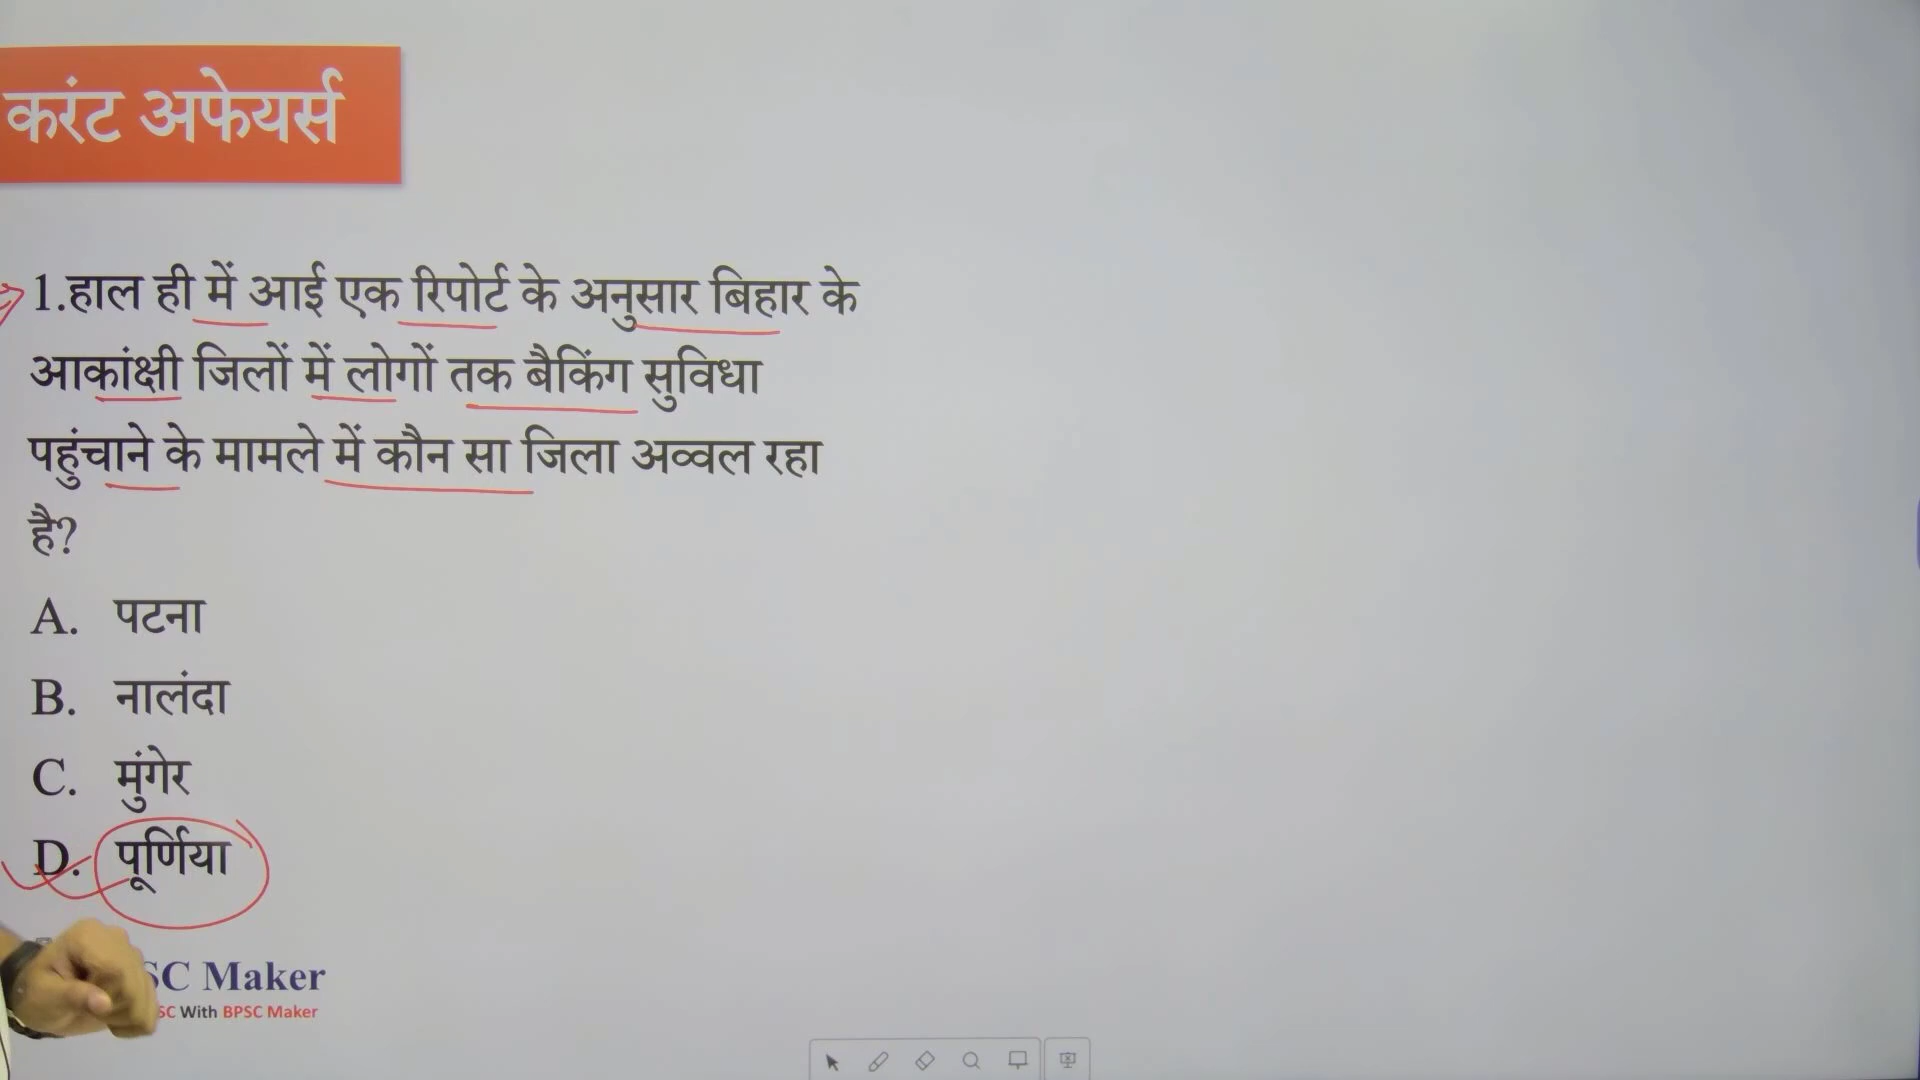 करंट अफेयर्स
1.हाल ही में आई एक रिपोर्ट के अनुसार बिहार के
आकांक्षी जिलों में लोगों तक बैकिंग सुविधा
पहुंचाने के मामले में कौन सा जिला अव्वल रहा
है?
A. पटना
B. नालंदा
C. मुंगेर
D. पूर्णिया
SC Maker
SC With BPSC Maker